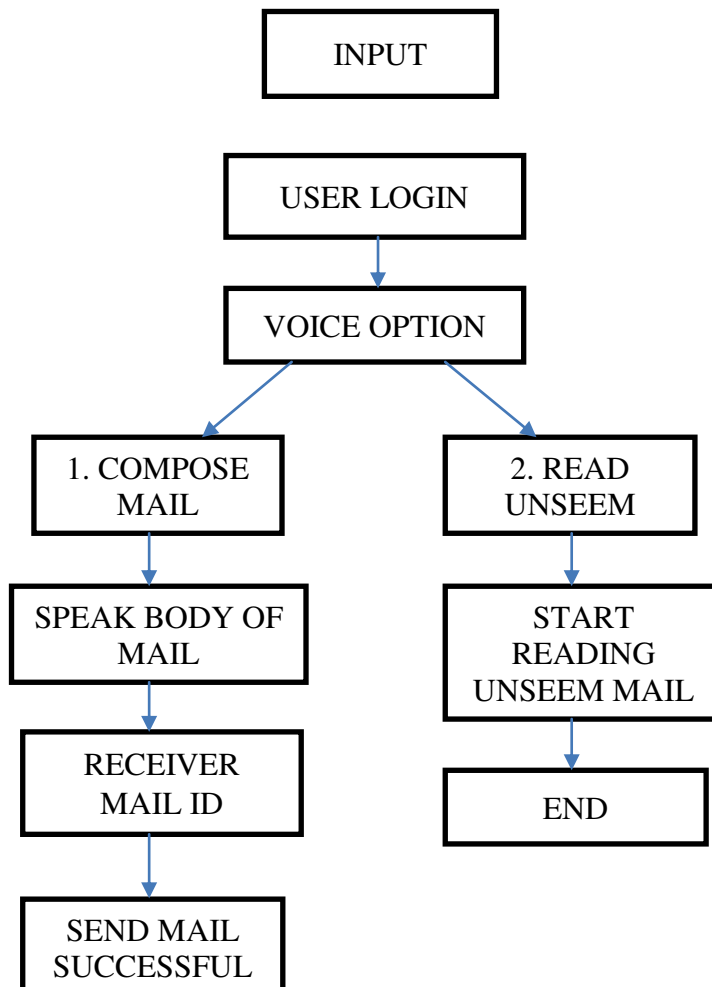 INPUT
USER LOGIN
VOICE OPTION
1. COMPOSE
MAIL
2. READ
UNSEEM
SPEAK BODY OF
MAIL
START
READING
UNSEEM MAIL
RECEIVER
MAIL ID
END
SEND MAIL
SUCCESSFUL